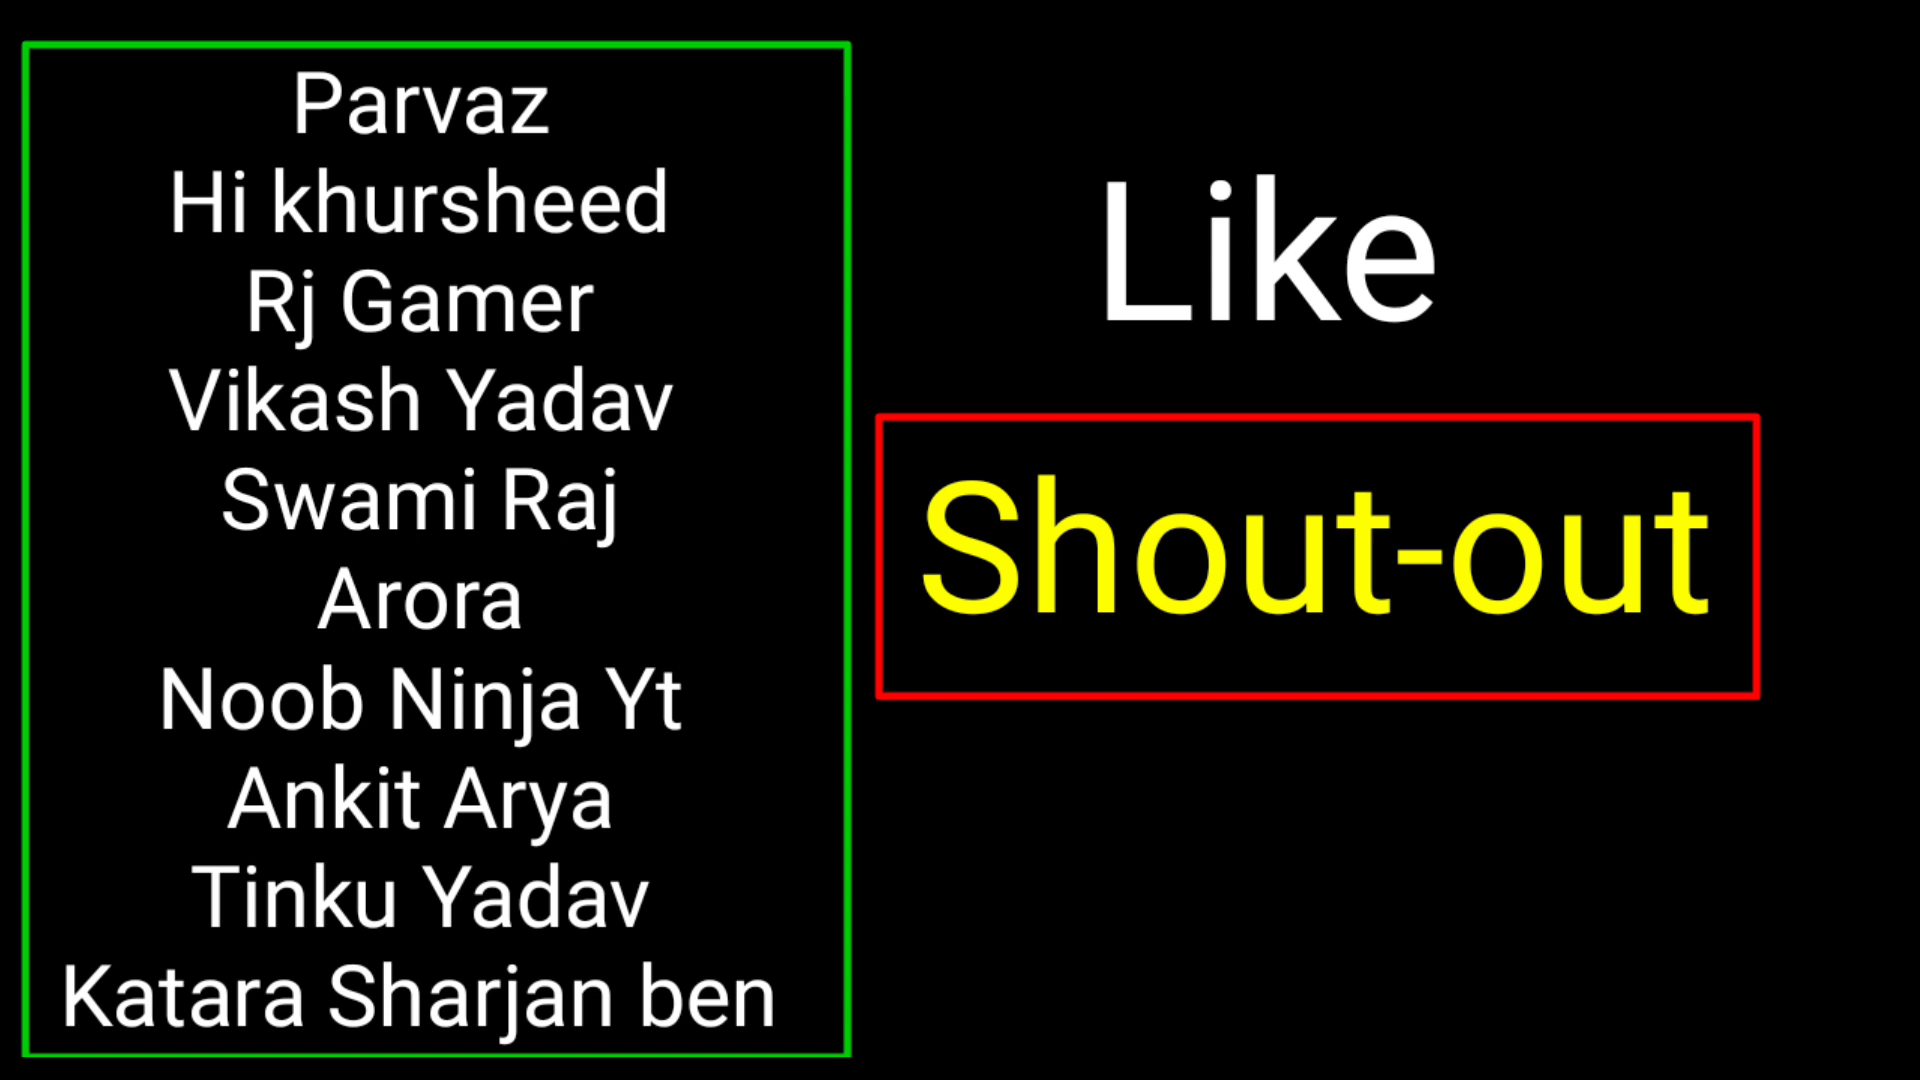 Parvaz
Hi khursheed
Rj Gamer
Vikash Yadav
Swami Raj
Arora
Noob Ninja Yt
Ankit Arya
Tinku Yadav
Katara Sharjan ben
Like
Shout-out